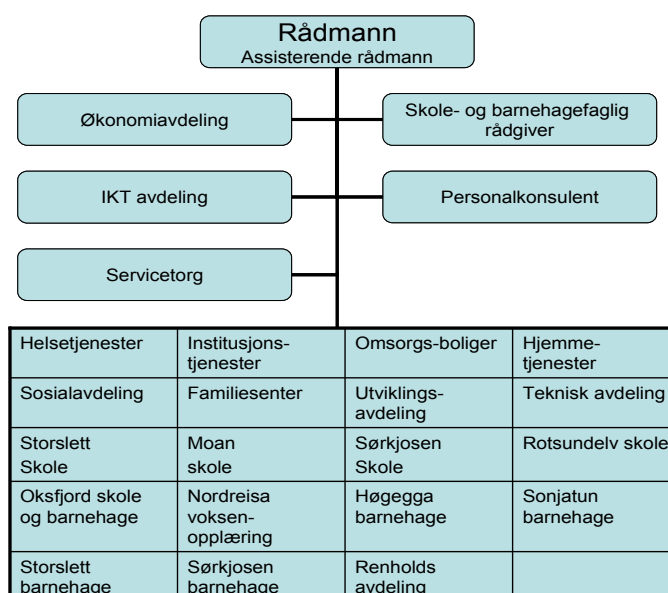 Rådmann
Assisterende rådmann
Økonomiavdeling
Skole- og barnehagefaglig
rådgiver
IKT avdeling
Personalkonsulent
Servicetorg
Helsetjenester
Institusjons-
tjenester
Omsorgs-boliger
Hjemme-
tjenester
Sosialavdeling
Familiesenter
Utviklings-
avdeling
Teknisk avdeling
Storslett
Skole
Moan
skole
Sørkjosen
Skole
Rotsundelv skole
Oksfjord skole
og barnehage
Nordreisa
voksen-
opplæring
Høgegga
barnehage
Sonjatun
barnehage
Storslett
barnehage
Sørkjosen
barnehage
Renholds
avdeling